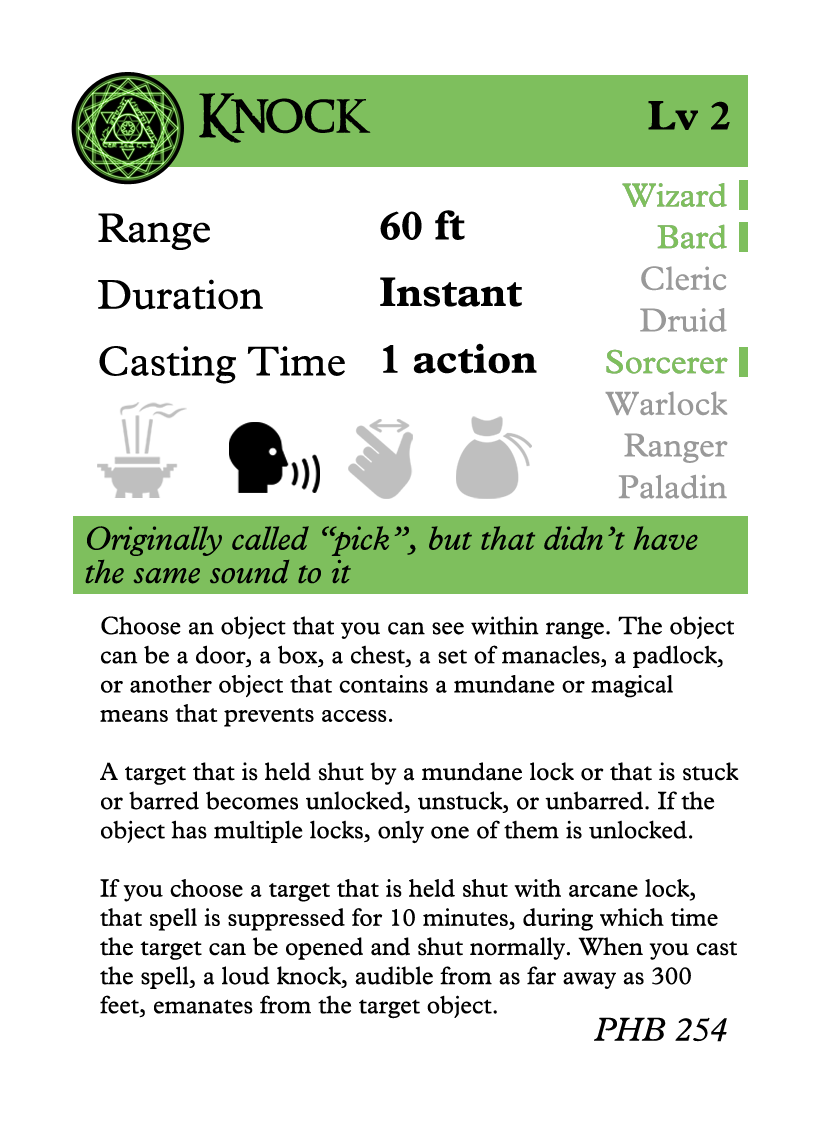 KNOCK Lv 2
Wizard
Range 60 ft
Bard
Cleric
Duration Instant
Druid
Casting Time 1 action
Sorcerer
Warlock
Ranger
Paladin
Originally called “pick”, but that didn’t have
the same sound to it
Choose an object that you can see within range. The object
can be a door, a box, a chest, a set of manacles, a padlock,
or another object that contains a mundane or magical
means that prevents access.
A target that is held shut by a mundane lock or that is stuck
or barred becomes unlocked, unstuck, or unbarred. If the
object has multiple locks, only one of them is unlocked.
If you choose a target that is held shut with arcane lock,
that spell is suppressed for 10 minutes, during which time
the target can be opened and shut normally. When you cast
the spell, a loud knock, audible from as far away as 300
feet, emanates from the target object.
PHB 254